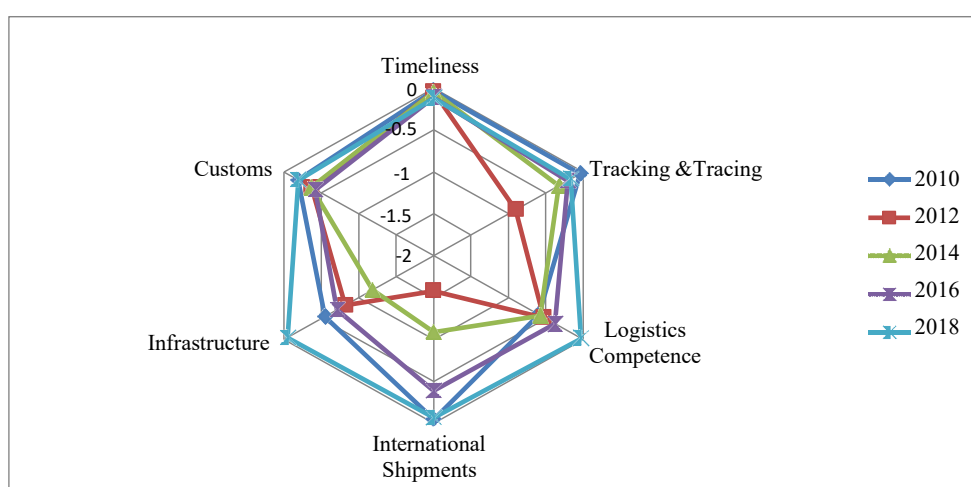 Timeliness
0
-0.5
-1
-1.5
-2
Customs
Tracking &Tracing
Infrastructure
Logistics
Competence
International
Shipments
2010
2012
2014
2016
2018